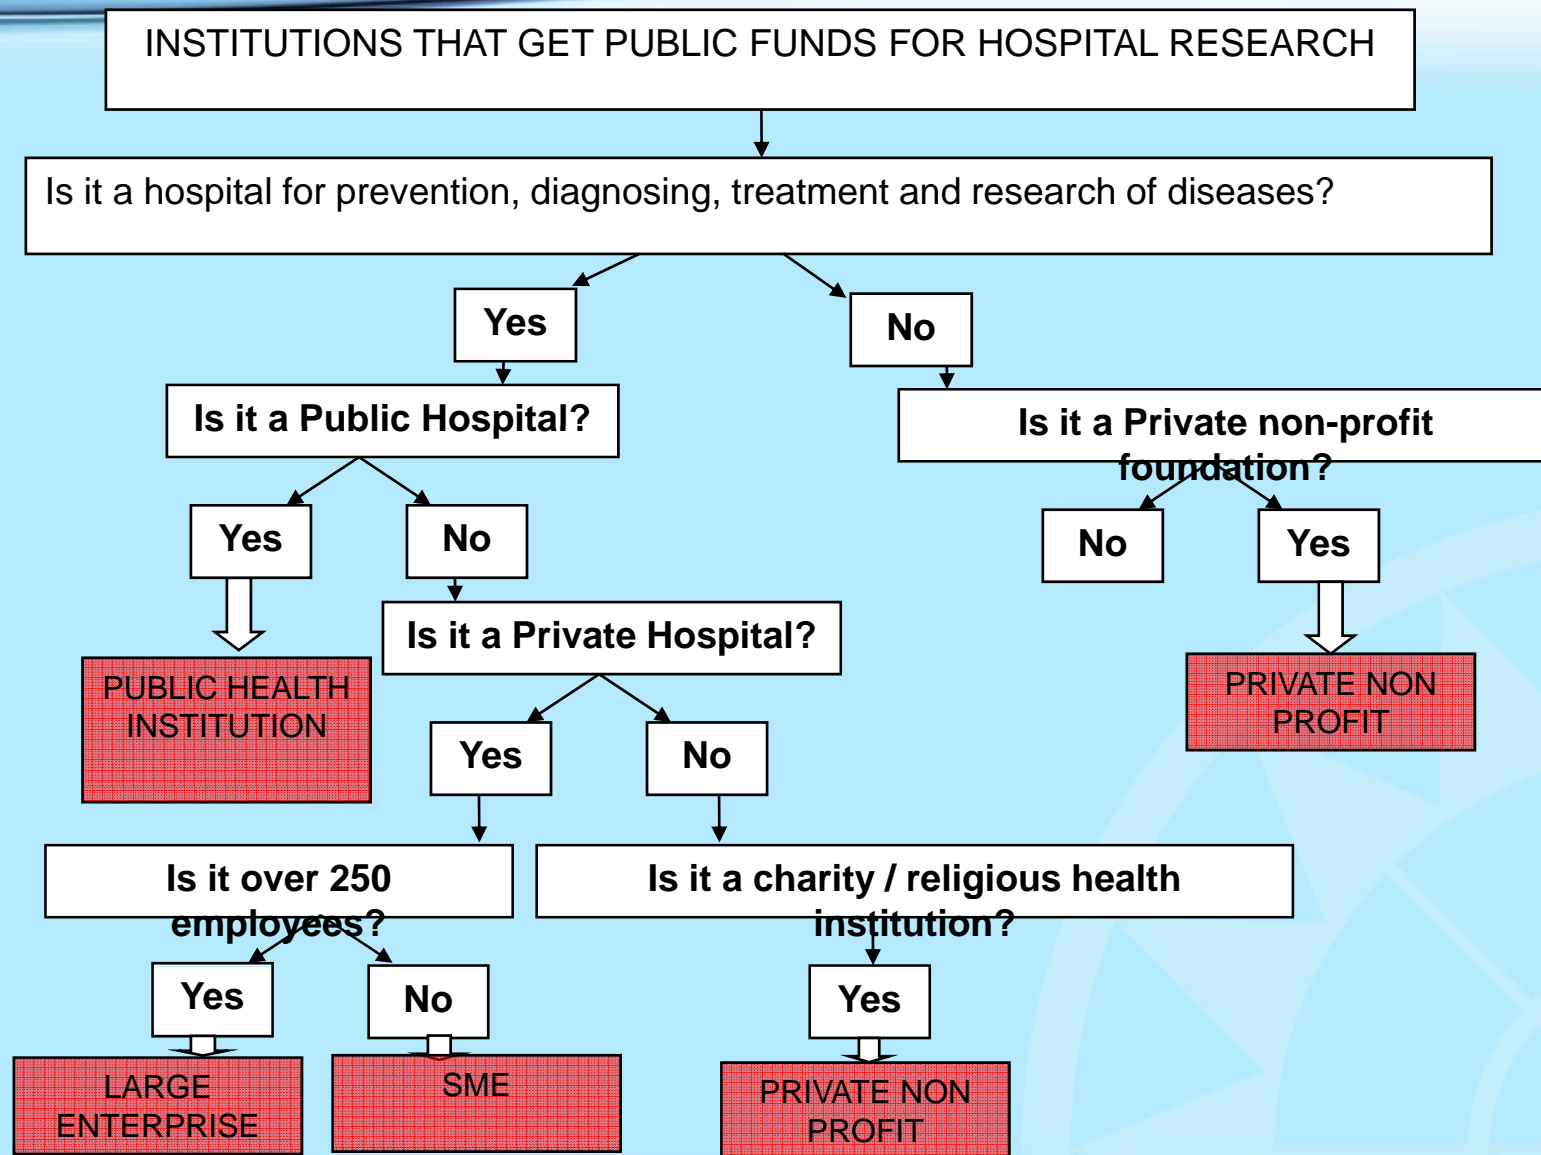 INSTITUTIONS THAT GET PUBLIC FUNDS FOR HOSPITAL RESEARCH
Is it a hospital for prevention, diagnosing, treatment and research of diseases?
Yes
No
Is it a Public Hospital?
Is it a Private non-profit
foundation?
Yes
No
No
Yes
Is it a Private Hospital?
PUBLIC HEALTH
INSTITUTION
PRIVATE NON
PROFIT
Yes
No
Is it over 250
employees?
Is it a charity / religious health
institution?
Yes
No
Yes
LARGE
ENTERPRISE
SME
PRIVATE NON
PROFIT